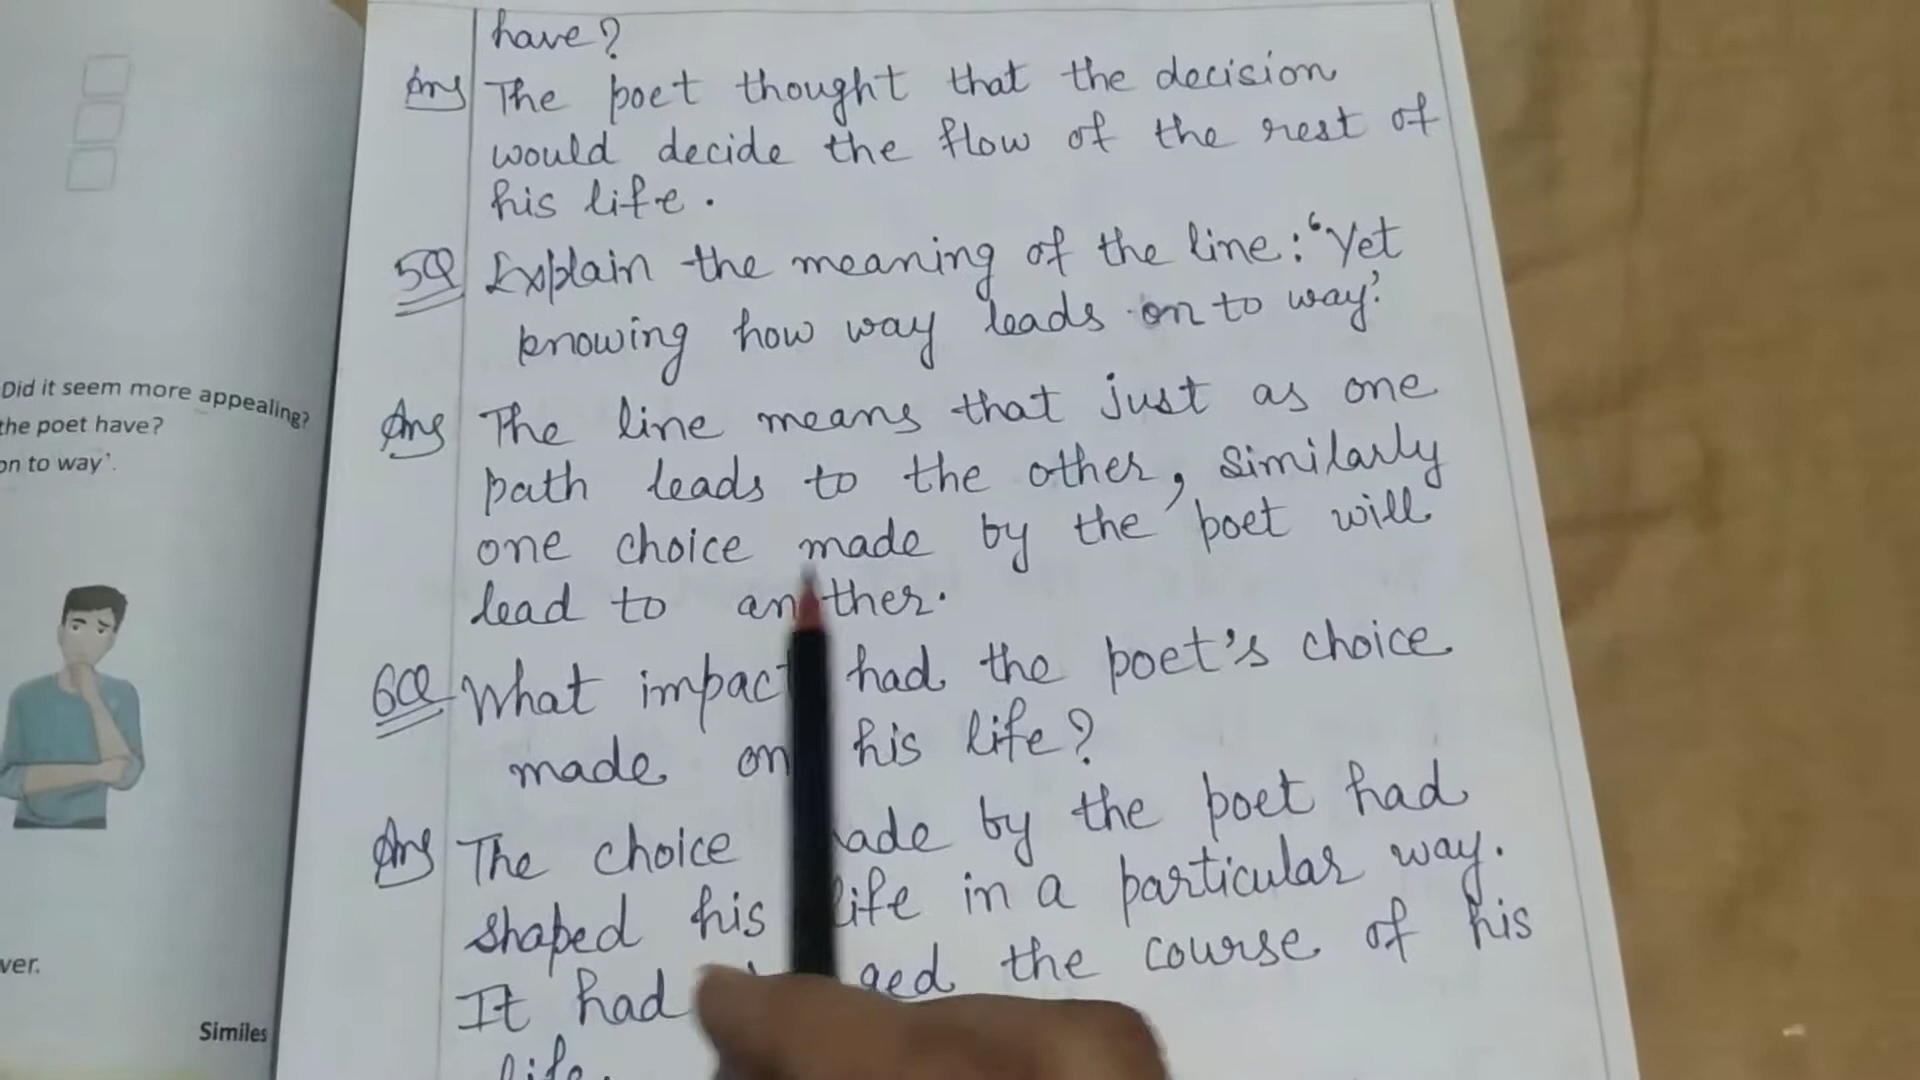 Did it seem more appealing?
the poet have?
on to way'.
ver.
Similes
have?
Ans The poet thought that the decision
would decide the flow of the rest of
his life.
5Q Explain the meaning of the line: 'Yet
knowing how way leads on to way'.
Ans The line means that just as one
path leads to the other, similarly
one choice made by the poet will
lead to another.
6Q What impact had the poet's choice
made on his life?
Ans The choice made by the poet had
shaped his life in a particular way.
It had the course of his
life.